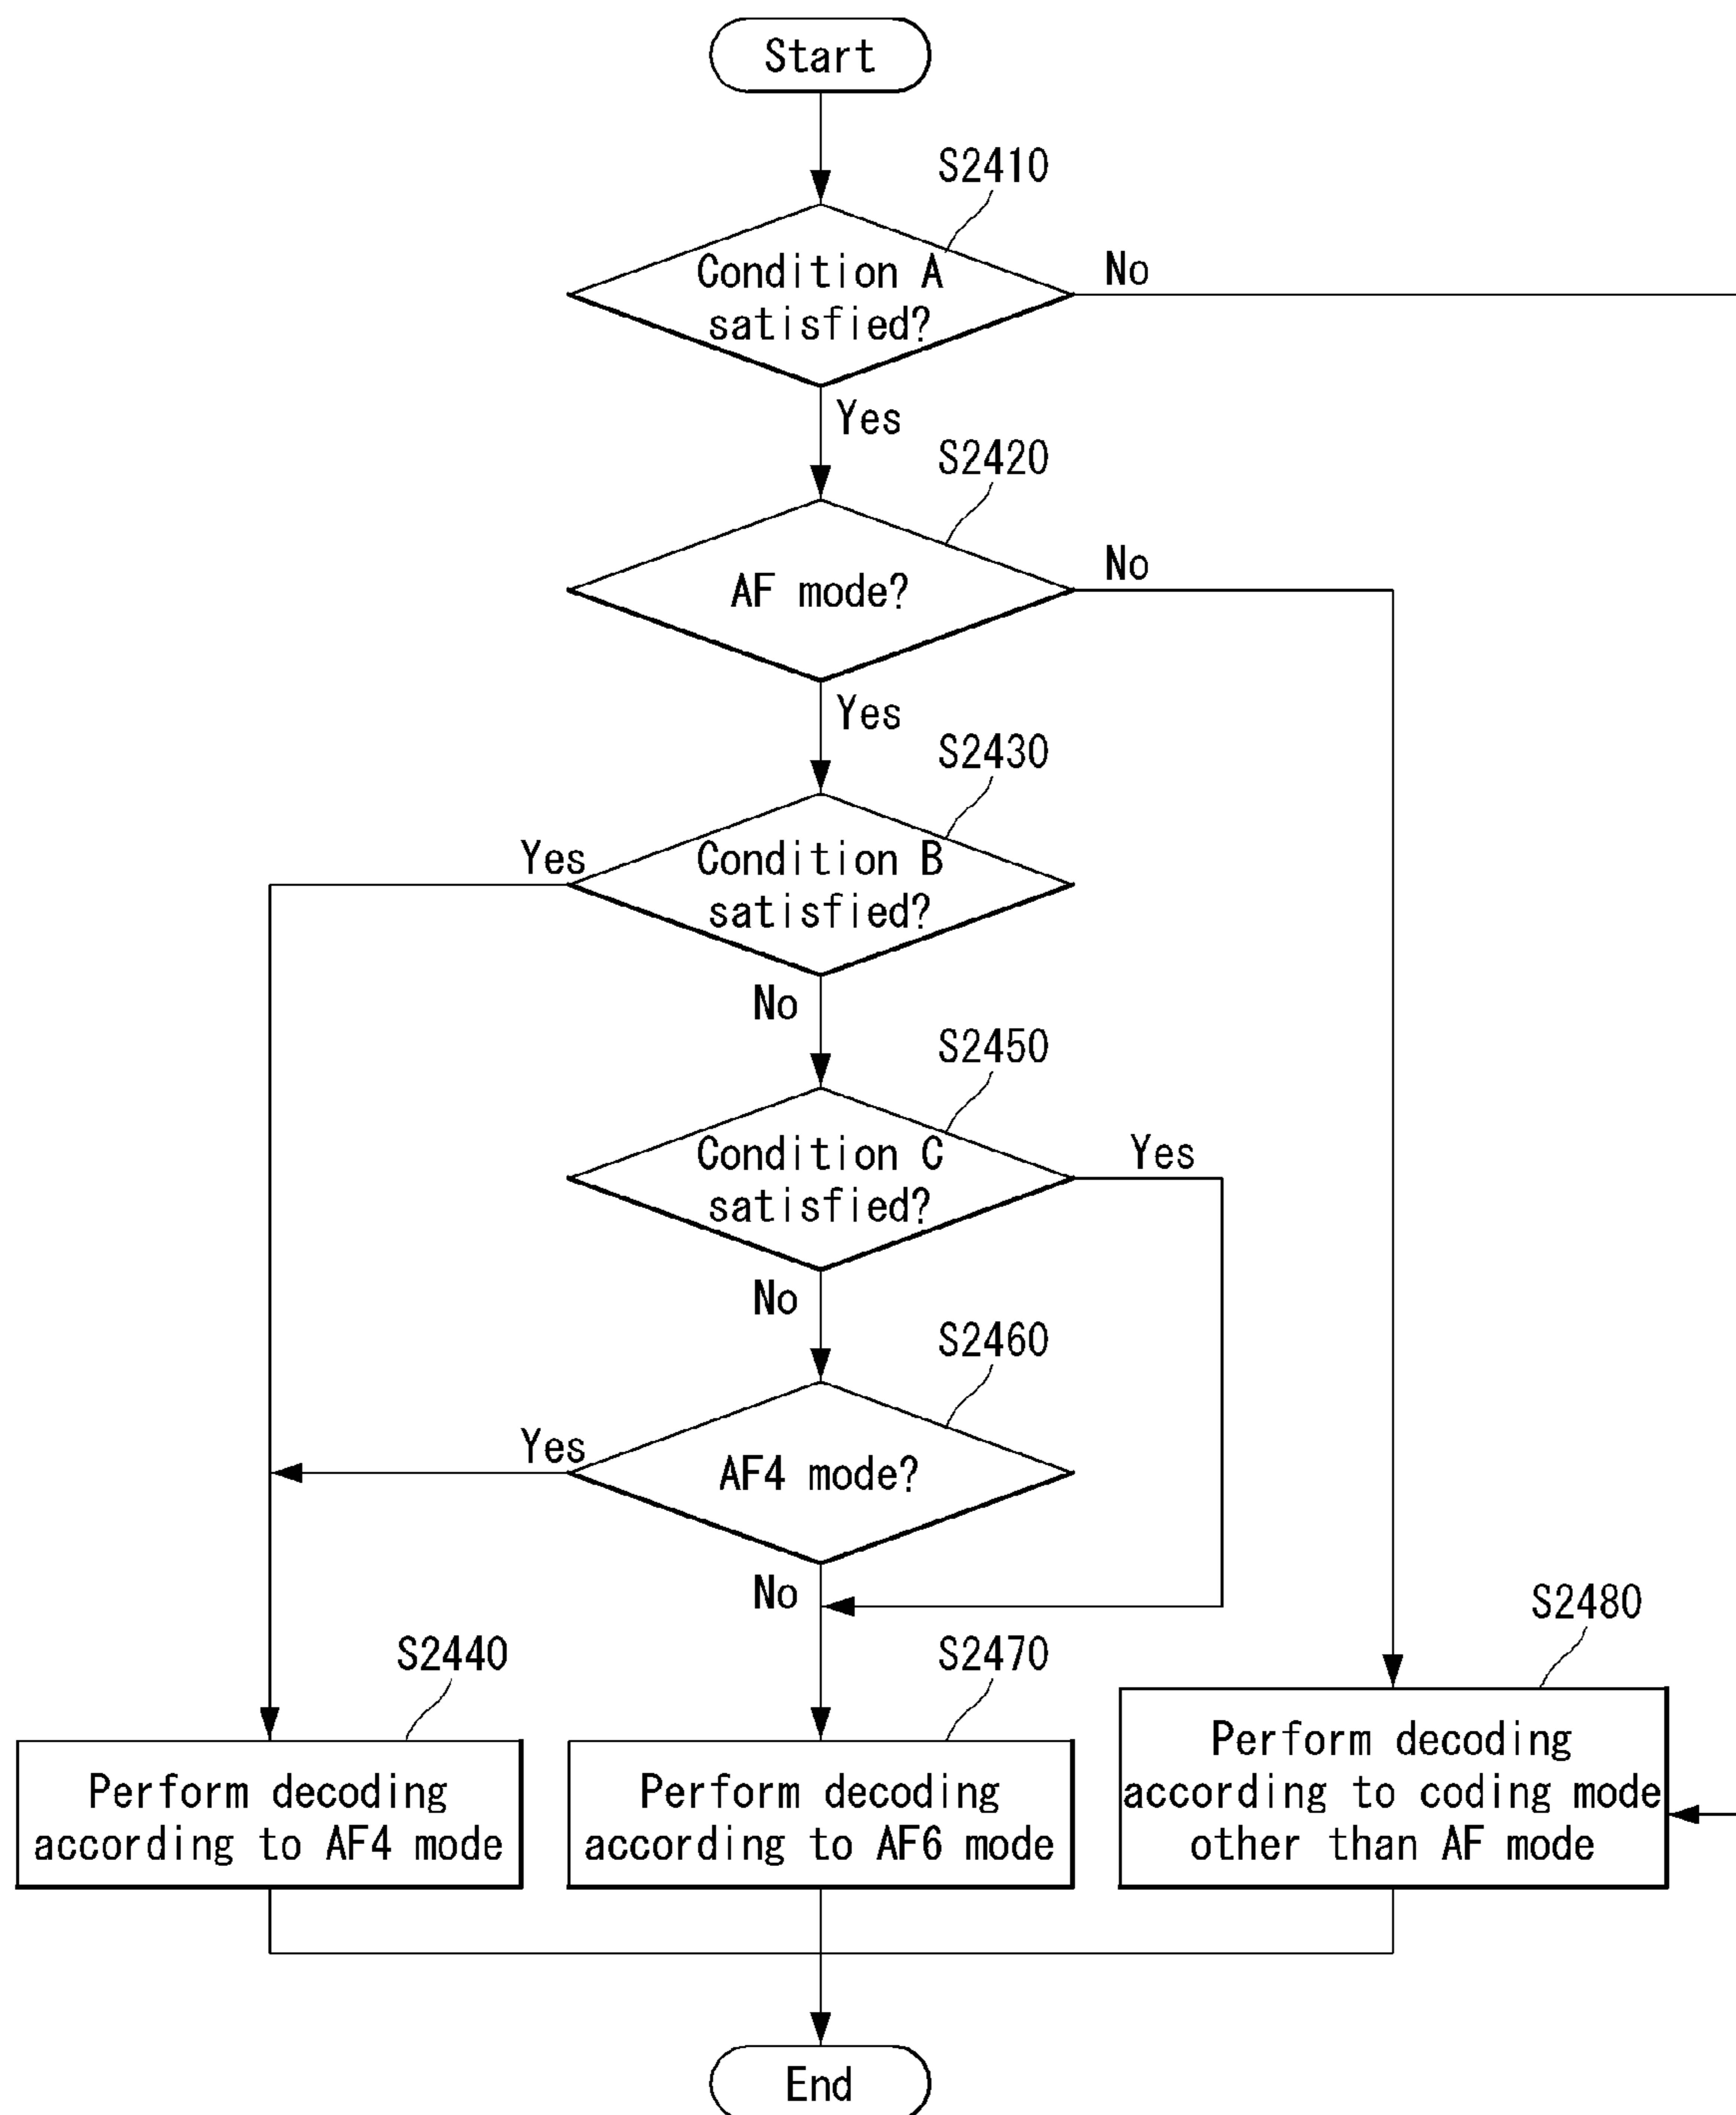 Start
S2410
Condition A
satisfied?
No
Yes
S2420
AF mode?
No
Yes
S2430
Yes
Condition B
satisfied?
No
S2450
Condition C
satisfied?
Yes
No
S2460
Yes
AF4 mode?
No
S2480
S2440
S2470
Perform decoding
according to AF4 mode
Perform decoding
according to AF6 mode
Perform decoding
according to coding mode
other than AF mode
End